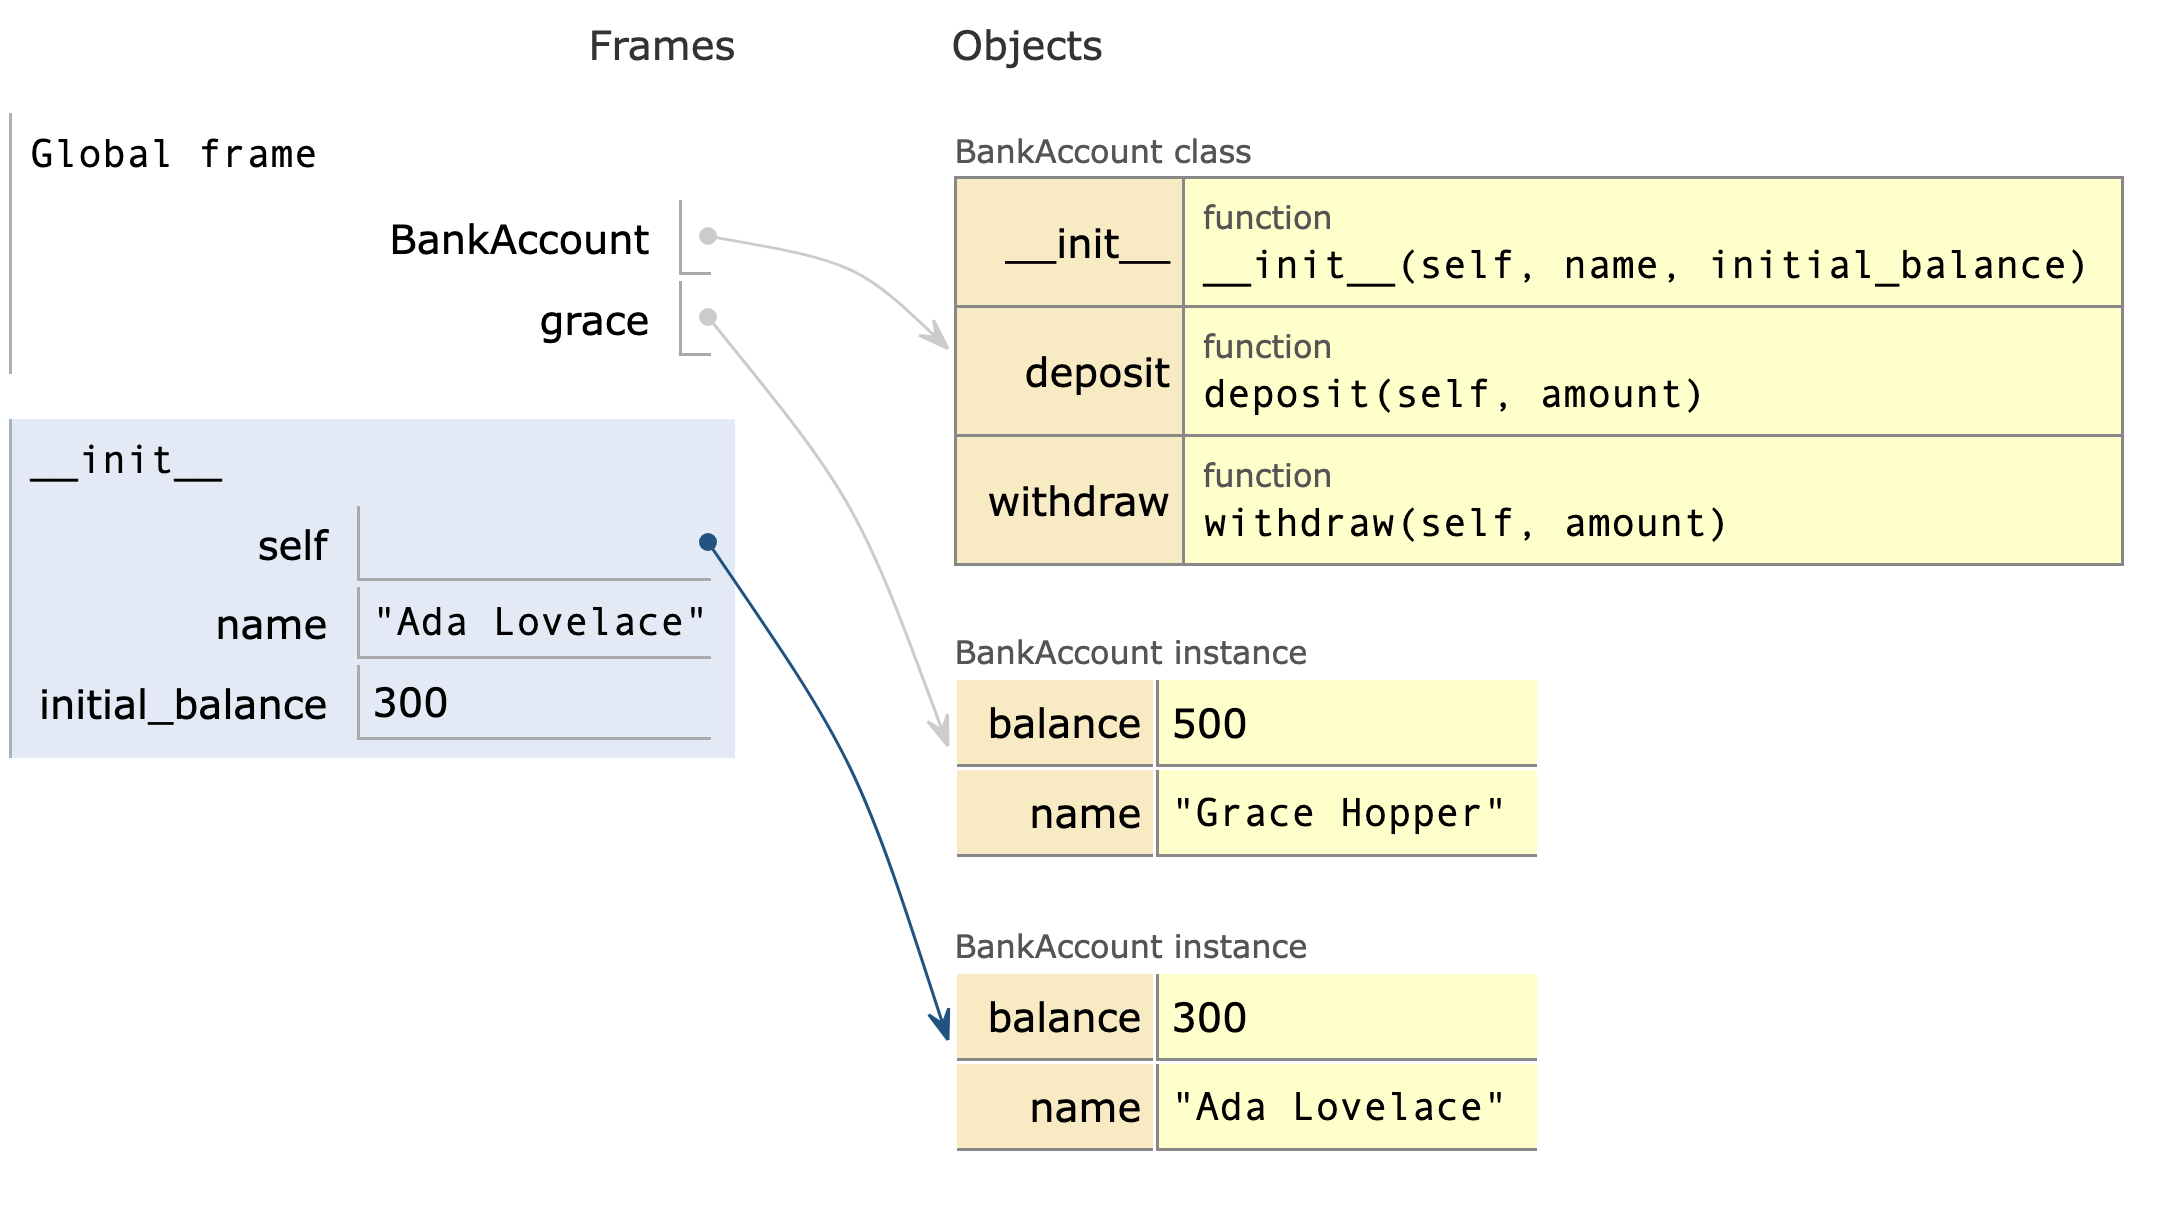 Frames
Objects
Global frame
BankAccount
grace
__init__
self
name "Ada Lovelace"
initial_balance 300
BankAccount class
__init__
function
__init__(self, name, initial_balance)
deposit
function
deposit(self, amount)
withdraw
function
withdraw(self, amount)
BankAccount instance
balance 500
name "Grace Hopper"
BankAccount instance
balance 300
name "Ada Lovelace"